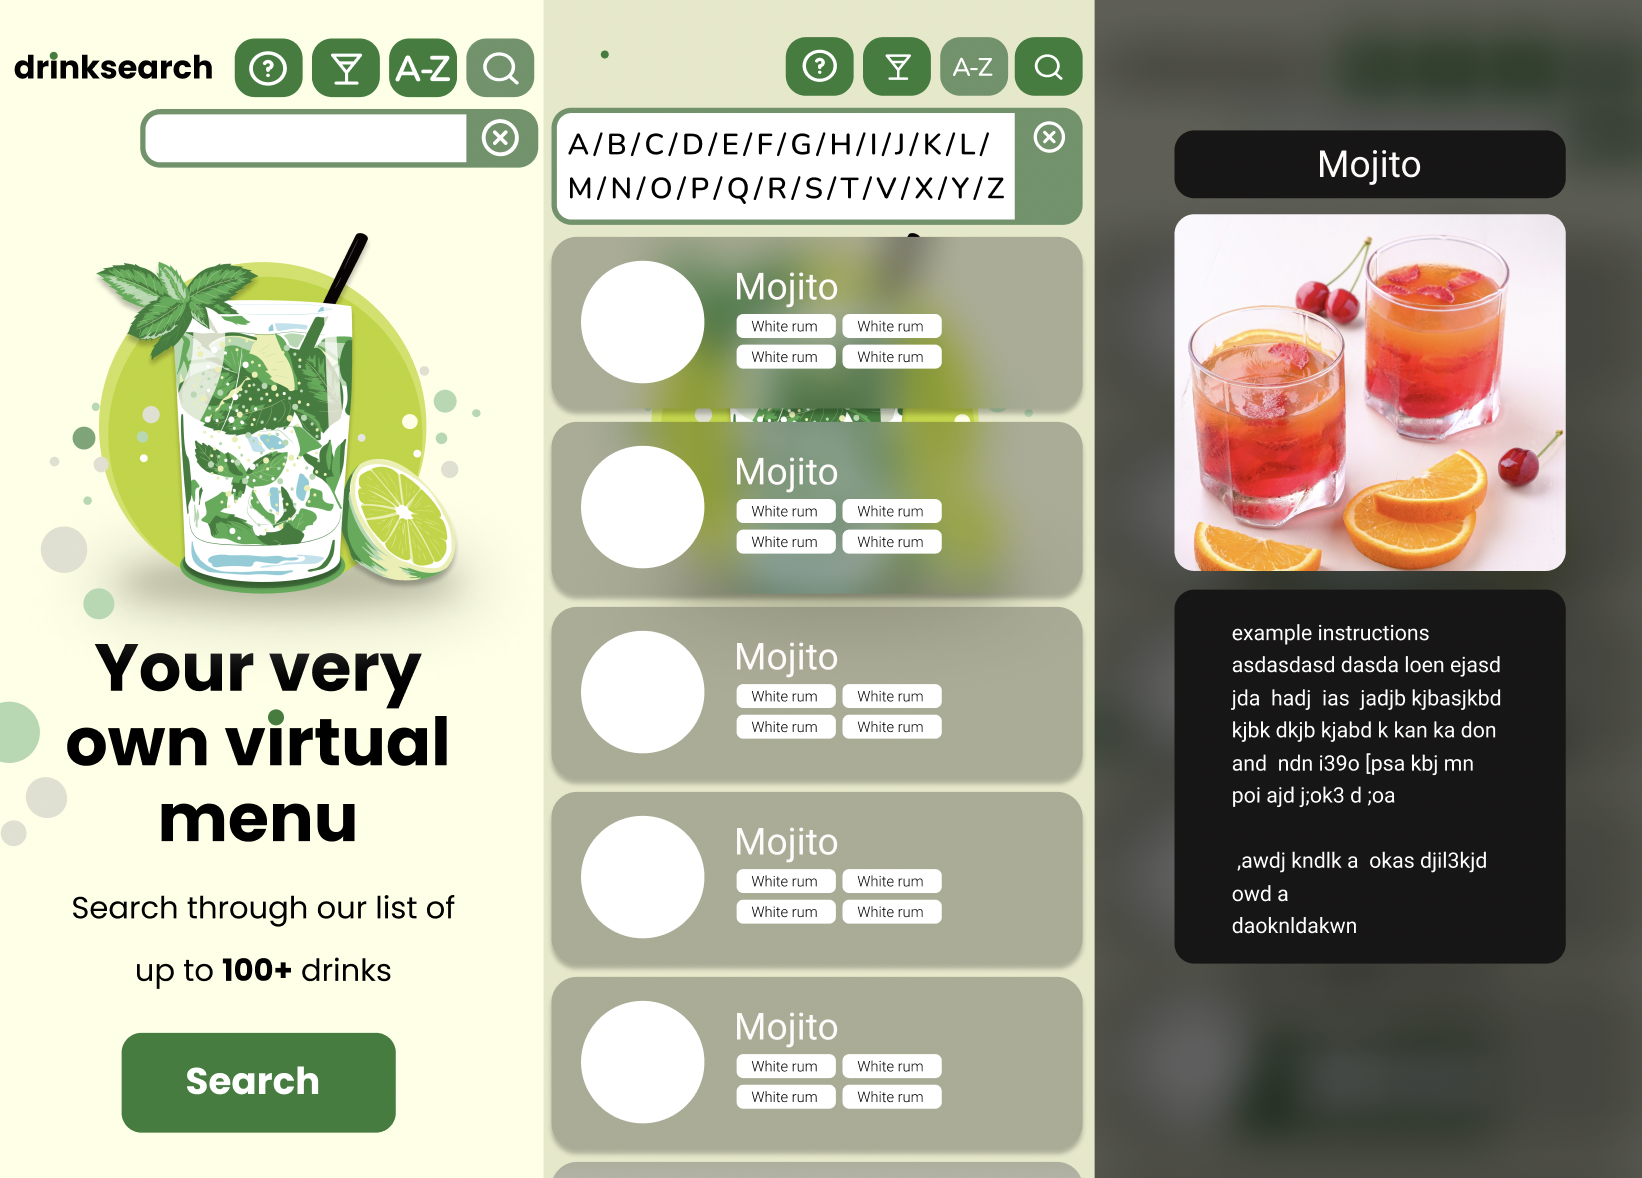 drinksearch
? A-Z
Your very
own virtual
menu
Search through our list of
up to 100+ drinks
Search
? A-Z
A/B/C/D/E/F/G/H/I/J/K/L/
M/N/O/P/Q/R/S/T/V/X/Y/Z
Mojito
White rum White rum
White rum White rum
Mojito
White rum White rum
White rum White rum
Mojito
White rum White rum
White rum White rum
Mojito
White rum White rum
White rum White rum
Mojito
White rum White rum
White rum White rum
Mojito
example instructions
asdasdasd dasda loen ejasd
jda hadj ias jadjb kjbasjkbd
kjbk dkjb kjabd k kan ka don
and ndn i39o [psa kbj mn
poi ajd j;ok3 d ;oa
,awdj kndlk a okas djil3kjd
owd a
daoknldakwn